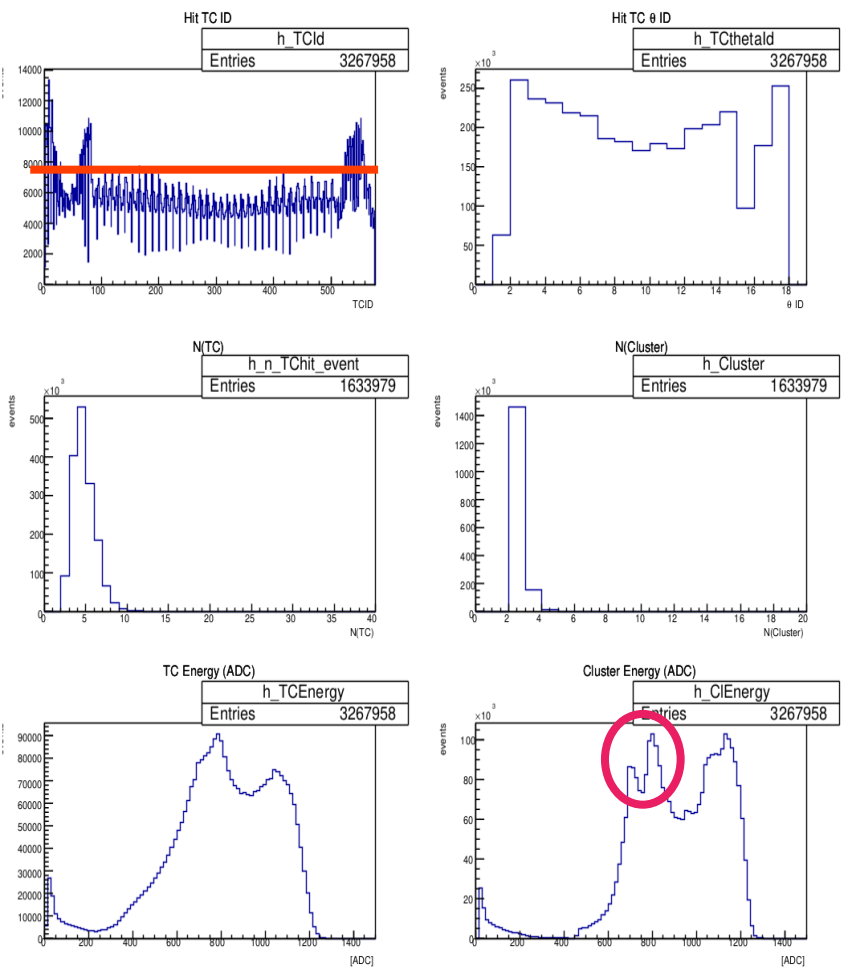 Hit TC ID
h_TCId
Entries 3267958
14000
12000
10000
8000
6000
4000
2000
0
0 100 200 300 400 500
TCID
Hit TC θ ID
h_TCthetaId
Entries 3267958
×10³
events
250
200
150
100
50
0
0 2 4 6 8 10 12 14 16 18
θ ID
N(TC)
h_n_TChit_event
Entries 1633979
×10³
events
500
400
300
200
100
0
0 5 10 15 20 25 30 35 40
N(TC)
N(Cluster)
h_Cluster
Entries 1633979
×10³
events
1400
1200
1000
800
600
400
200
0
0 2 4 6 8 10 12 14 16 18 20
N(Cluster)
TC Energy (ADC)
h_TCEnergy
Entries 3267958
90000
80000
70000
60000
50000
40000
30000
20000
10000
0
0 200 400 600 800 1000 1200 1400
[ADC]
Cluster Energy (ADC)
h_ClEnergy
Entries 3267958
×10³
events
100
80
60
40
20
0
0 200 400 600 800 1000 1200 1400
[ADC]